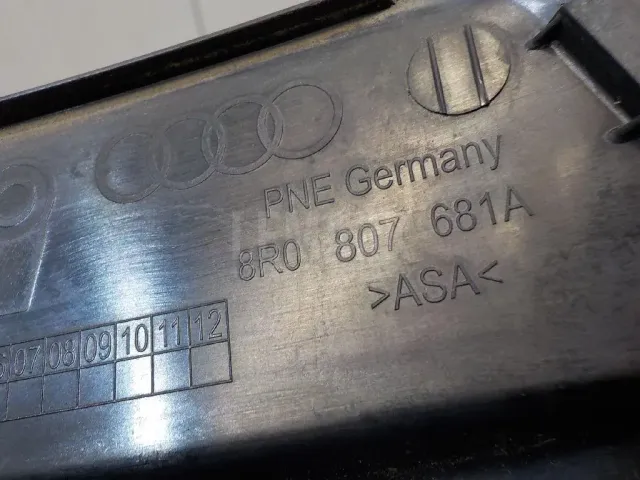 PNE Germany
8R0 807 681A
>ASA<
07 08 09 10 11 12